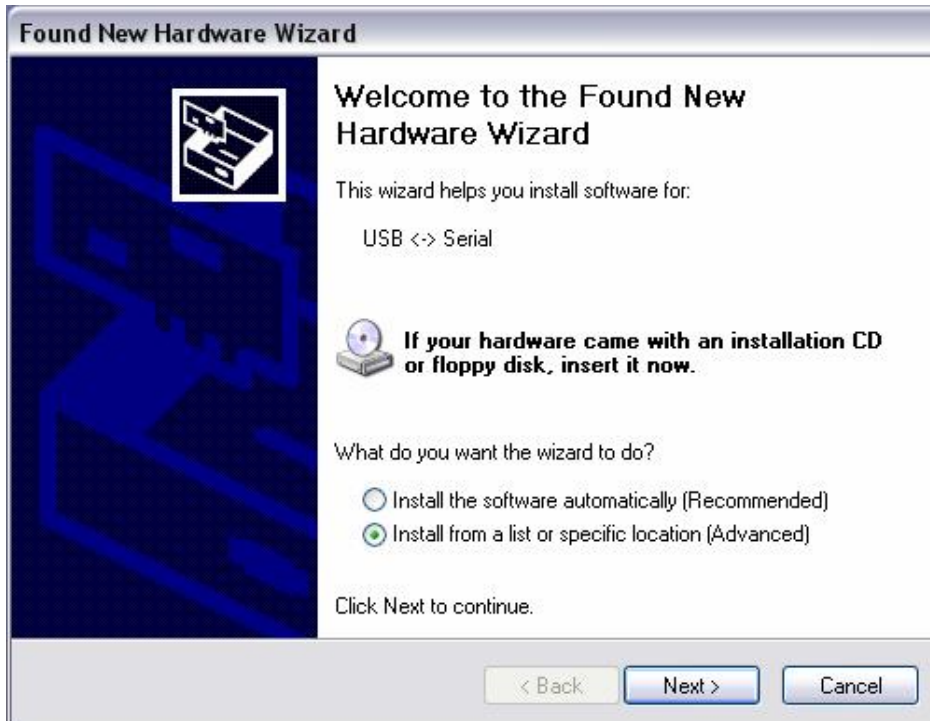 Found New Hardware Wizard
Welcome to the Found New
Hardware Wizard
This wizard helps you install software for:
USB <-> Serial
If your hardware came with an installation CD
or floppy disk, insert it now.
What do you want the wizard to do?
Install the software automatically (Recommended)
Install from a list or specific location (Advanced)
Click Next to continue.
< Back Next > Cancel